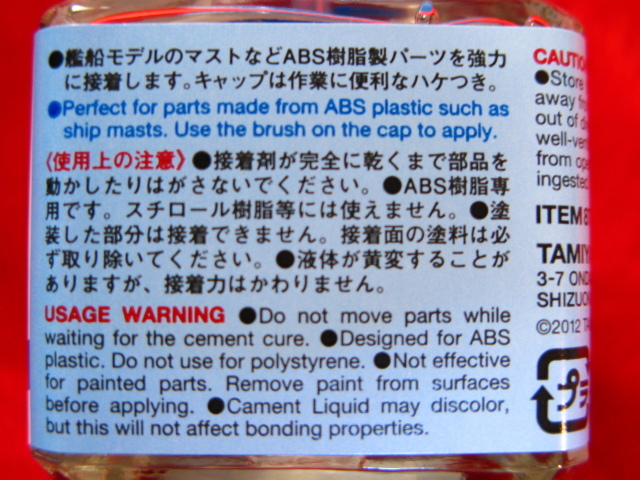 ●艦船モデルのマストなどABS樹脂製パーツを強力
に接着します。キャップは作業に便利なハケつき。
●Perfect for parts made from ABS plastic such as
ship masts. Use the brush on the cap to apply.
〈使用上の注意〉●接着剤が完全に乾くまで部品を
動かしたりはがさないでください。●ABS樹脂専
用です。スチロール樹脂等には使えません。●塗
装した部分は接着できません。接着面の塗料は必
ず取り除いてください。●液体が黄変することが
ありますが、接着力はかわりません。
USAGE WARNING ●Do not move parts while
waiting for the cement cure. ●Designed for ABS
plastic. Do not use for polystyrene. ●Not effective
for painted parts. Remove paint from surfaces
before applying. ●Cament Liquid may discolor,
but this will not affect bonding properties.
●Store
away
out of
from
ingested
ITEM
3-7
©2012
プラ